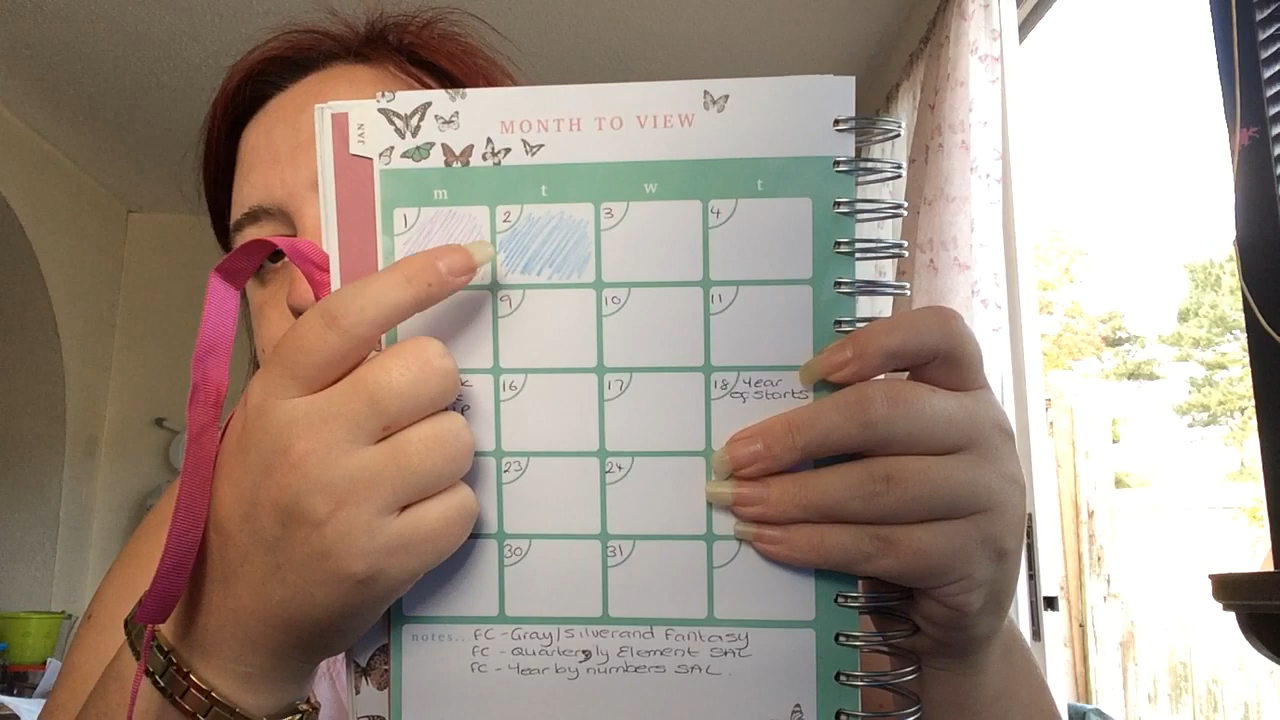 JAN
MONTH TO VIEW
m t w t
1 2 3 4
9 10 11
16 17 18 Year
of starts
23 24
30 31
notes... FC - Gray/Silver and Fantasy
FC - Quarterly Element SAL
FC - Year by numbers SAL.